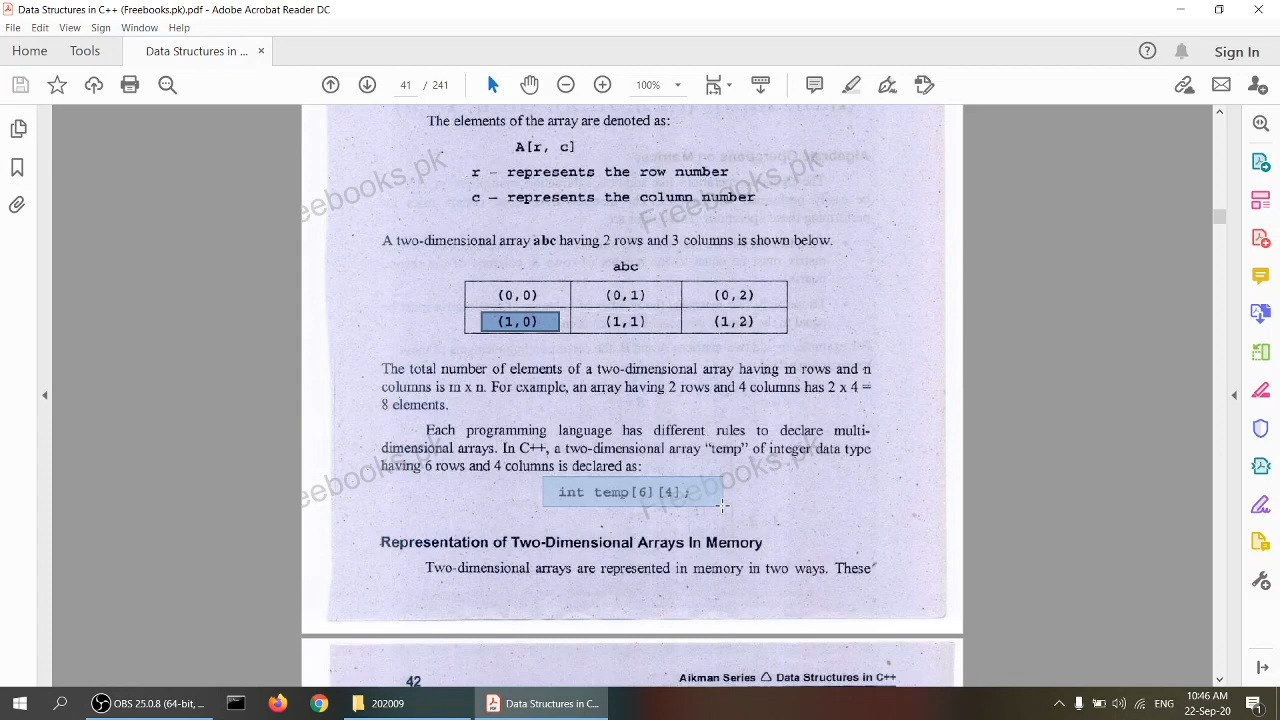 Data Structures in C++ (Freebooks.pk).pdf - Adobe Acrobat Reader DC
File Edit View Sign Window Help
Home Tools Data Structures in ... × Sign In
41 / 241 100%
The elements of the array are denoted as:
A[r, c]
r – represents the row number
c – represents the column number
A two-dimensional array abc having 2 rows and 3 columns is shown below.
abc
(0,0) (0,1) (0,2)
(1,0) (1,1) (1,2)
The total number of elements of a two-dimensional array having m rows and n
columns is m x n. For example, an array having 2 rows and 4 columns has 2 x 4 =
8 elements.
Each programming language has different rules to declare multi-
dimensional arrays. In C++, a two-dimensional array “temp” of integer data type
having 6 rows and 4 columns is declared as:
int temp[6][4];
Representation of Two-Dimensional Arrays In Memory
Two-dimensional arrays are represented in memory in two ways. These
Freebooks.pk
Freebooks.pk
Freebooks.pk
Freebooks.pk
42 Aikman Series △ Data Structures in C++
OBS 25.0.8 (64-bit, ... 202009 Data Structures in C... ENG 10:46 AM
22-Sep-20